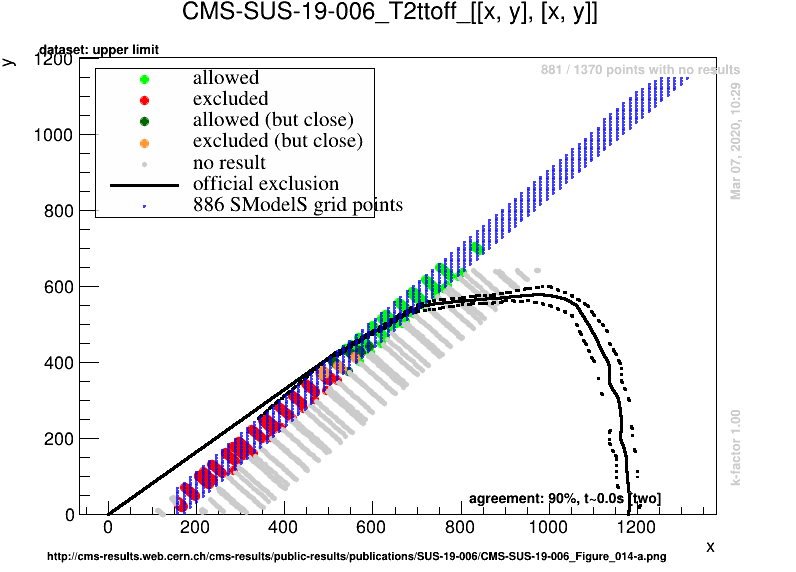 CMS-SUS-19-006_T2ttoff_[[x, y], [x, y]]
y
dataset: upper limit
881 / 1370 points with no results
allowed
excluded
allowed (but close)
excluded (but close)
no result
official exclusion
886 SModelS grid points
1200
1000
800
600
400
200
0
Mar 07, 2020, 10:29
k-factor 1.00
agreement: 90%, t~0.0s [two]
0 200 400 600 800 1000 1200
x
http://cms-results.web.cern.ch/cms-results/public-results/publications/SUS-19-006/CMS-SUS-19-006_Figure_014-a.png